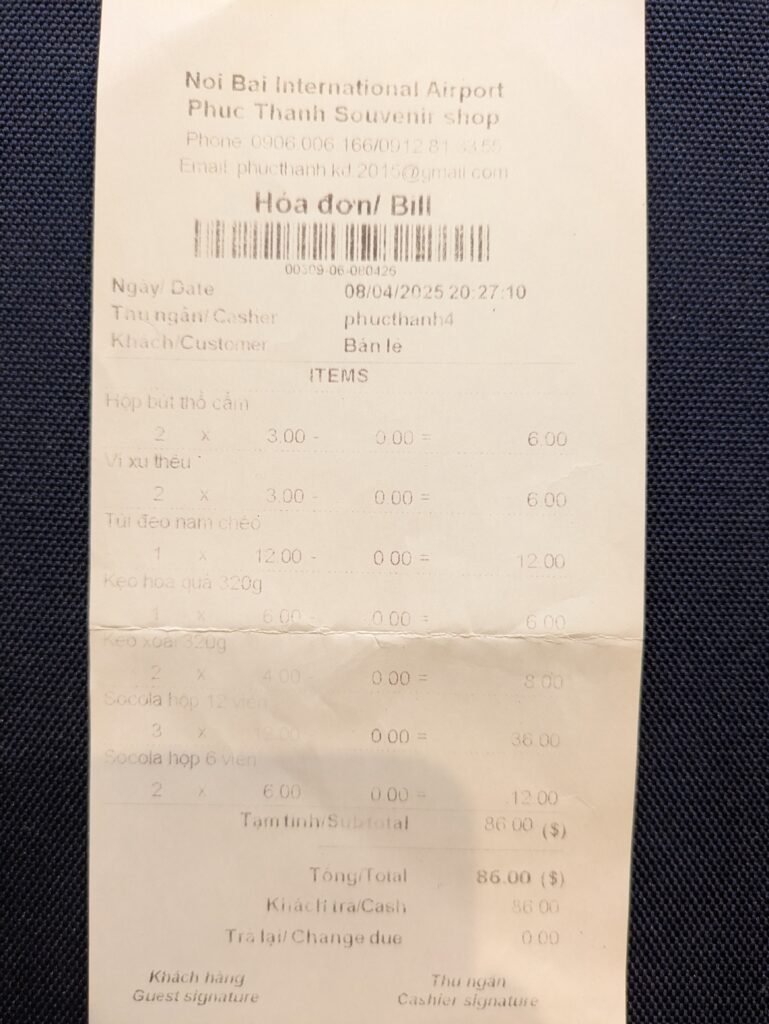 Noi Bai International Airport
Phuc Thanh Souvenir shop
Phone: 0906 006 166/0912 81 33 55
Email: phucthanh.kd.2015@gmail.com
Hóa đơn/ Bill
00309-06-080426
Ngày/ Date 08/04/2025 20:27:10
Thu ngân/ Casher phucthanh4
Khách/Customer Bán lẻ
ITEMS
Hộp bút thổ cẩm
2 x 3.00 - 0.00 = 6.00
Ví xu thêu
2 x 3.00 - 0.00 = 6.00
Túi đeo nam chéo
1 x 12.00 - 0.00 = 12.00
Kẹo hoa quả 320g
1 x 6.00 - 0.00 = 6.00
Kẹo xoài 320g
2 x 4.00 - 0.00 = 8.00
Socola hộp 12 viên
3 x 12.00 - 0.00 = 36.00
Socola hộp 6 viên
2 x 6.00 0.00 = 12.00
Tạm tính/Subtotal 86.00 ($)
Tổng/Total 86.00 ($)
Khách trả/Cash 86.00
Trả lại/ Change due 0.00
Khách hàng Thu ngân
Guest signature Cashier signature